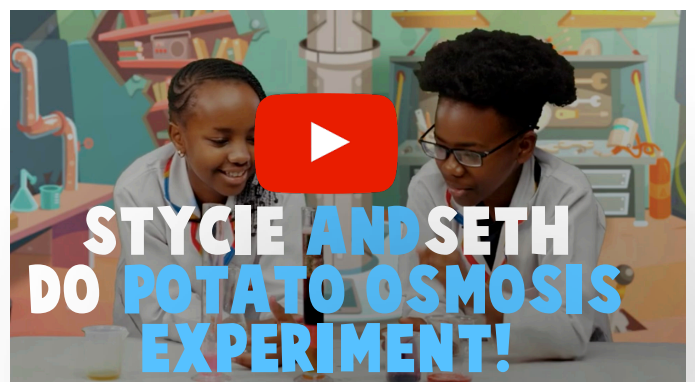 STYCIE ANDSETH
DO POTATO OSMOSIS
EXPERIMENT!